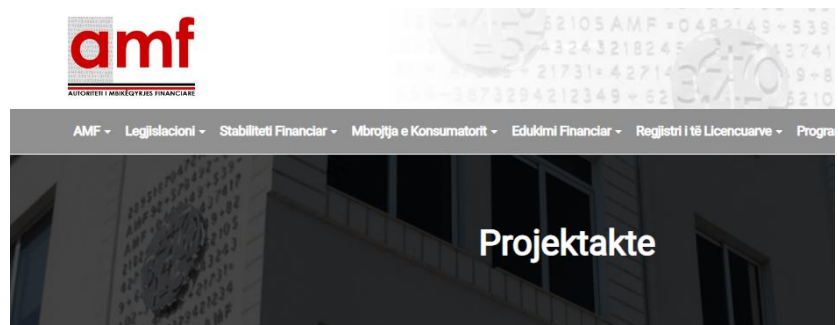 amf
AUTORITETI I MBIKËQYRJES FINANCIARE
AMF Legjislacioni Stabiliteti Financiar Mbrojtja e Konsumatorit Edukimi Financiar Regjistri i të Licencuarve
Projektakte